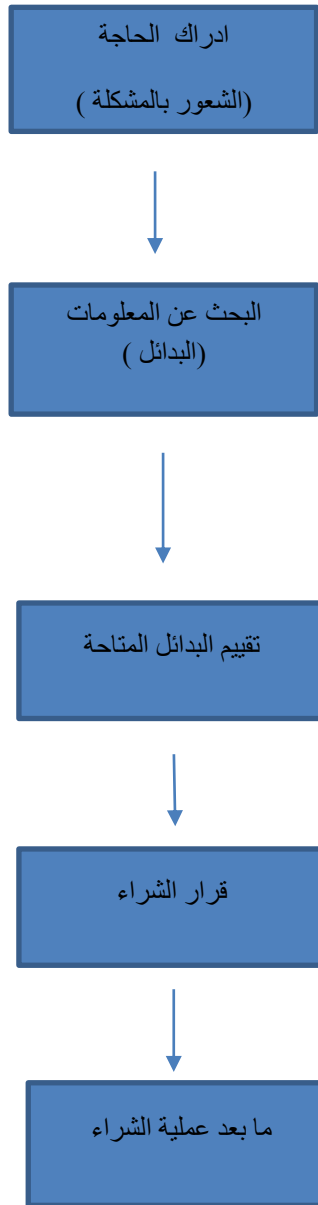 ادراك الحاجة
(الشعور بالمشكلة )
البحث عن المعلومات
(البدائل )
تقييم البدائل المتاحة
قرار الشراء
ما بعد عملية الشراء